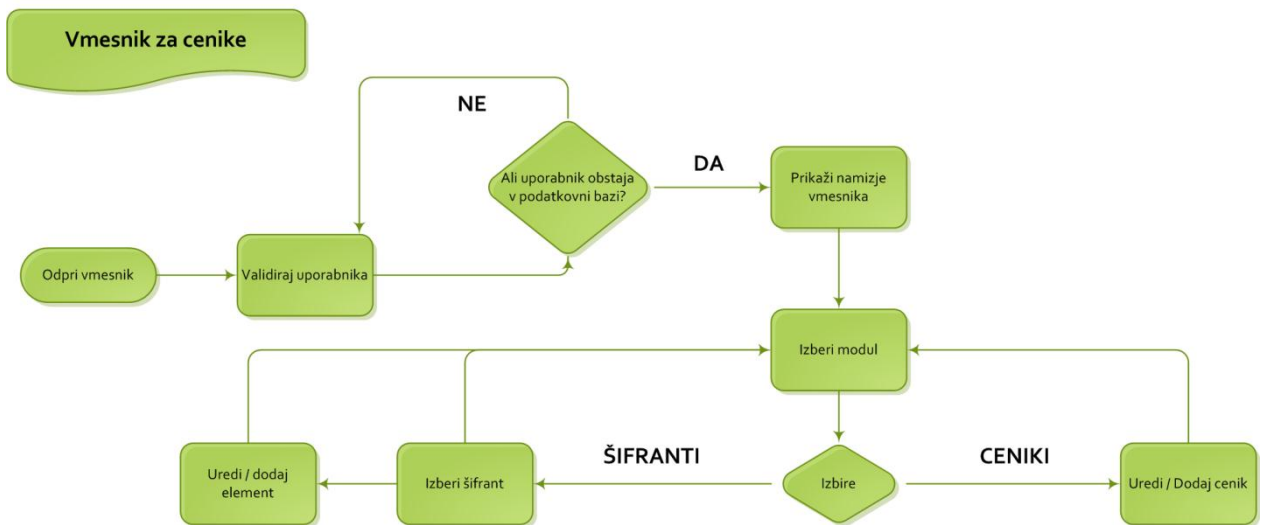 Vmesnik za cenike
NE
Ali uporabnik obstaja
v podatkovni bazi?
DA
Prikaži namizje
vmesnika
Odpri vmesnik
Validiraj uporabnika
Izberi modul
ŠIFRANTI
CENIKI
Uredi / dodaj
element
Izberi šifrant
Izbire
Uredi / Dodaj cenik